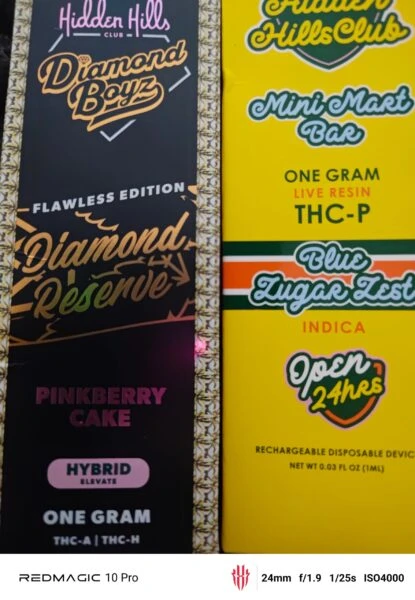 Hidden Hills
CLUB
Diamond
Boyz
FLAWLESS EDITION
Diamond
Reserve
PINKBERRY
CAKE
HYBRID
ELEVATE
ONE GRAM
THC-A | THC-H
Hidden
Hills Club
Mini Mart
Bar
ONE GRAM
LIVE RESIN
THC-P
Blue
Zugar Zest
INDICA
Open
24hrs
RECHARGEABLE DISPOSABLE DEVIC
NET WT 0.03 FL OZ (1ML)
REDMAGIC 10 Pro
24mm f/1.9 1/25s ISO4000